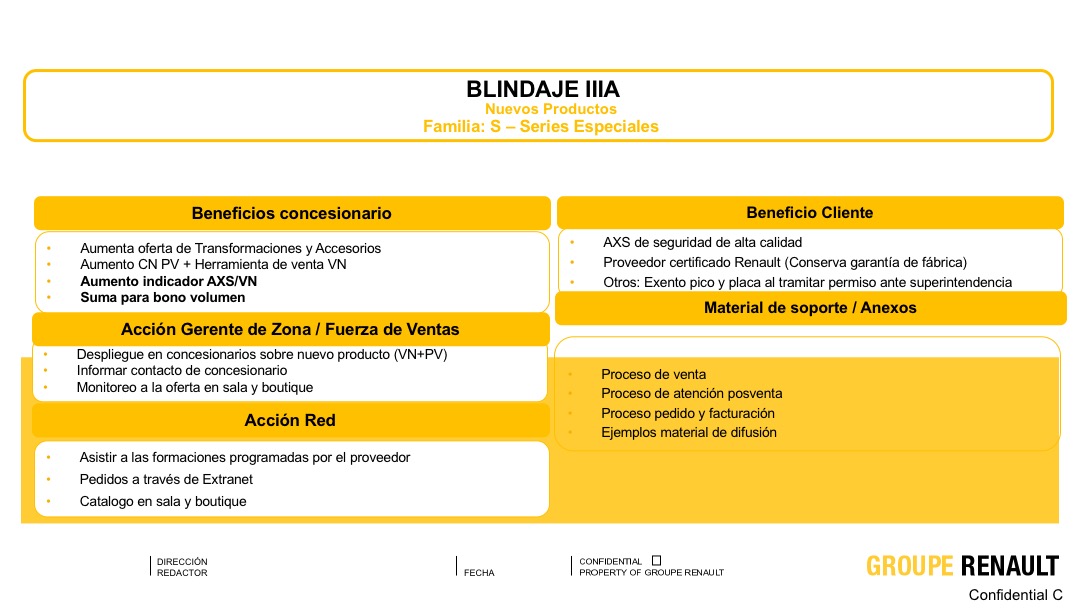 BLINDAJE IIIA
Nuevos Productos
Familia: S – Series Especiales
Beneficios concesionario
• Aumenta oferta de Transformaciones y Accesorios
• Aumento CN PV + Herramienta de venta VN
• Aumento indicador AXS/VN
• Suma para bono volumen
Acción Gerente de Zona / Fuerza de Ventas
• Despliegue en concesionarios sobre nuevo producto (VN+PV)
• Informar contacto de concesionario
• Monitoreo a la oferta en sala y boutique
Acción Red
• Asistir a las formaciones programadas por el proveedor
• Pedidos a través de Extranet
• Catalogo en sala y boutique
Beneficio Cliente
• AXS de seguridad de alta calidad
• Proveedor certificado Renault (Conserva garantía de fábrica)
• Otros: Exento pico y placa al tramitar permiso ante superintendencia
Material de soporte / Anexos
• Proceso de venta
• Proceso de atención posventa
• Proceso pedido y facturación
• Ejemplos material de difusión
DIRECCIÓN
REDACTOR
FECHA
CONFIDENTIAL
PROPERTY OF GROUPE RENAULT
GROUPE RENAULT
Confidential C